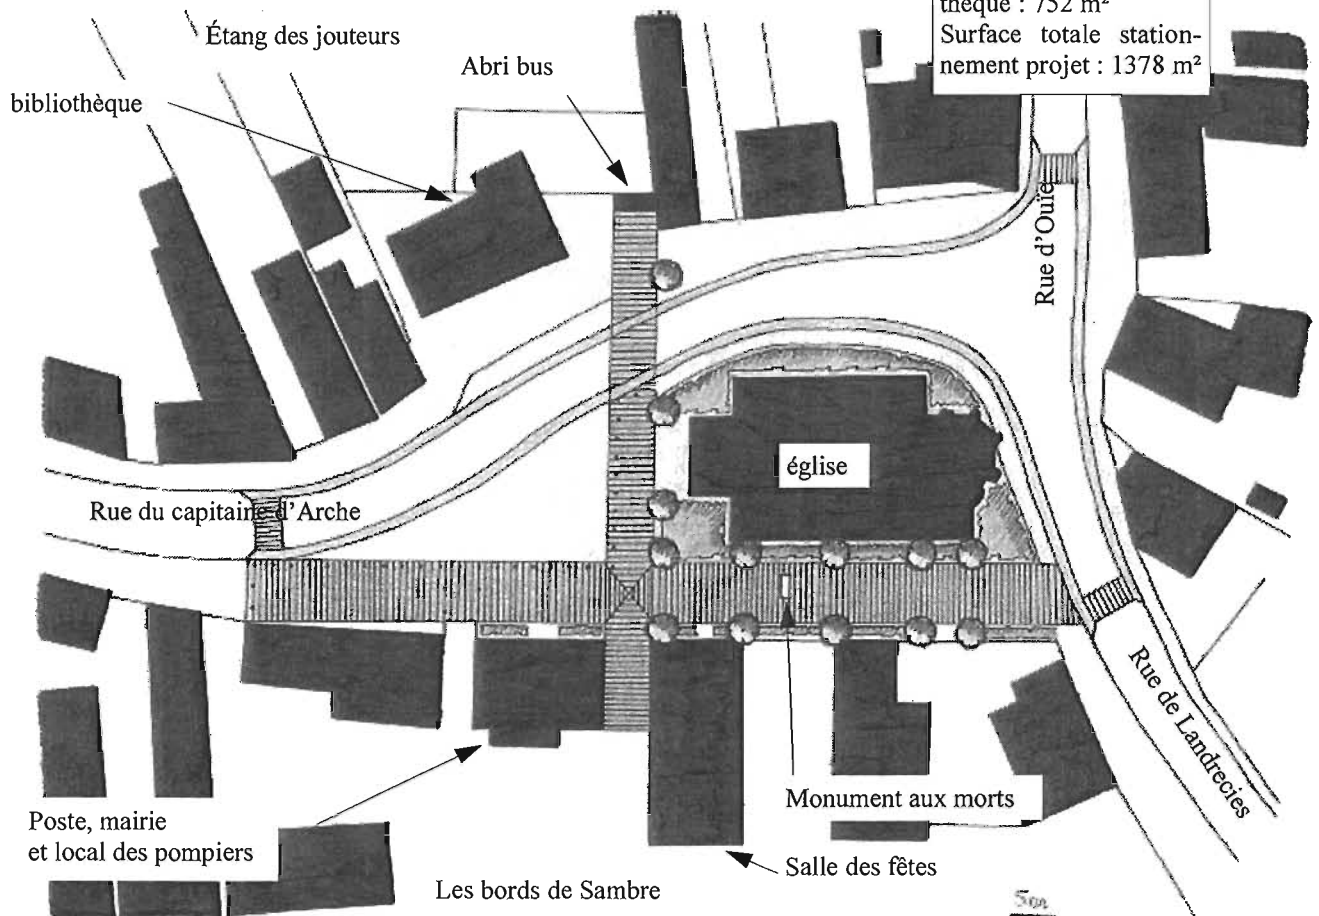 thèque : 752 m²
Surface totale station-
nement projet : 1378 m²
Étang des jouteurs
Abri bus
bibliothèque
Rue d'Ouïe
église
Rue du capitaine d'Arche
Rue de Landrecies
Monument aux morts
Poste, mairie
et local des pompiers
Salle des fêtes
Les bords de Sambre
5m